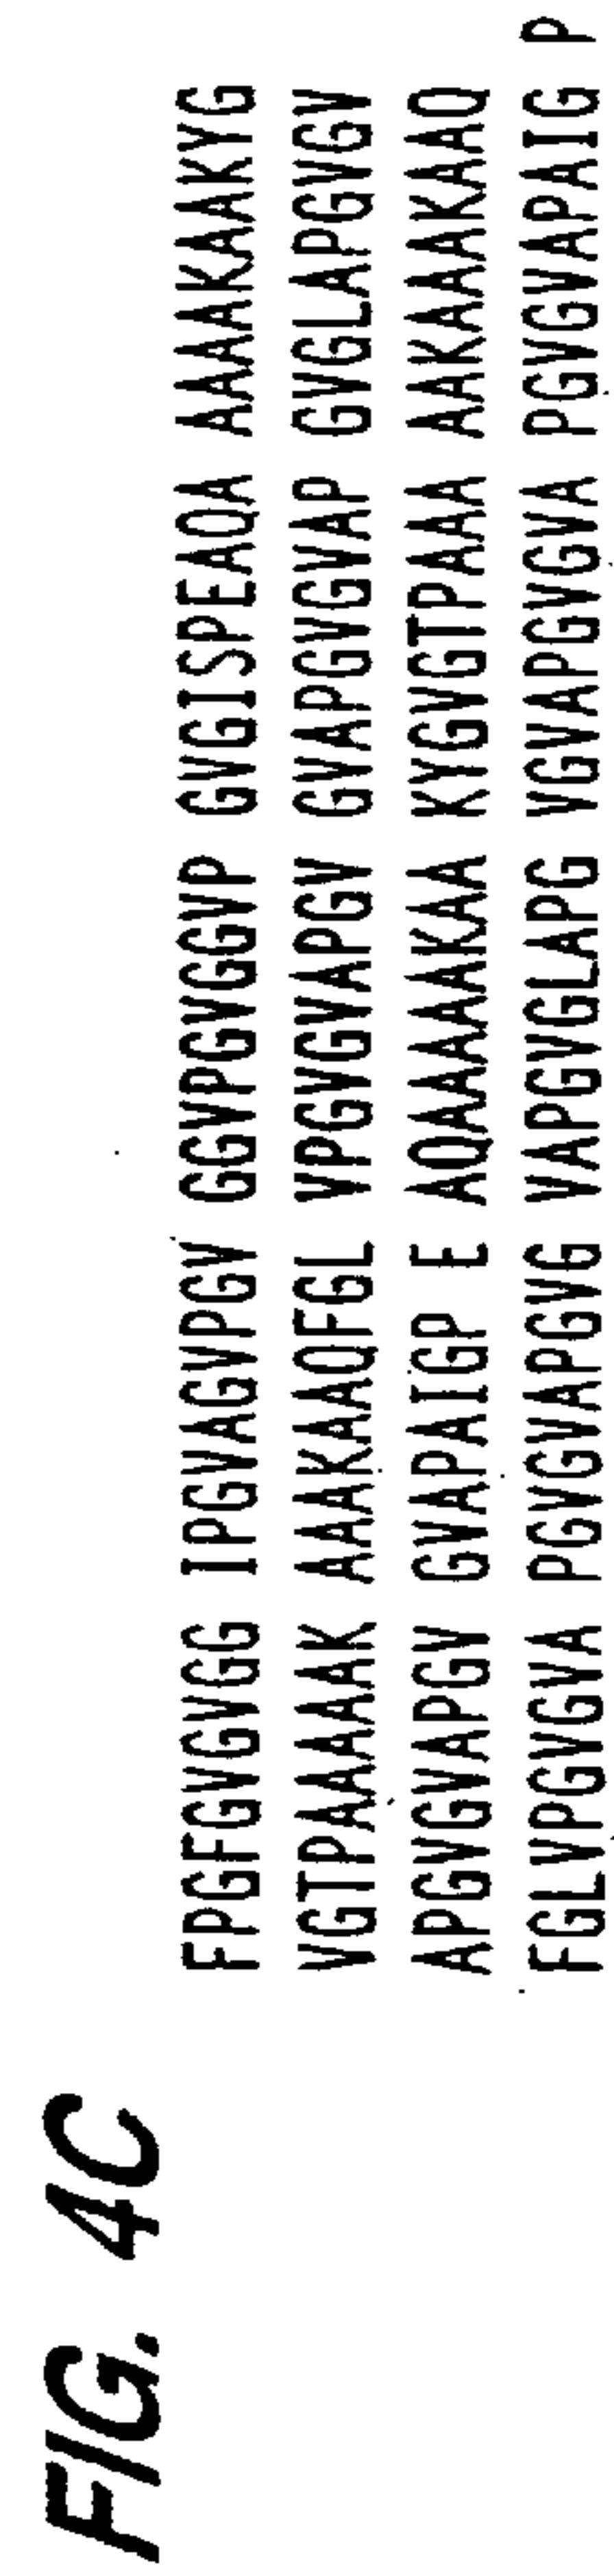 FIG. 4C
FPGFGVGVGG IPGVAGVPGV GGVPGVGGVP GVGISPEAQA AAAAKAAKYG
VGTPAAAAAK AAAKAAQFGL VPGVGVAPGV GVAPGVGVAP GVGLAPGVGV
APGVGVAPGV GVAPAIGP E AQAAAAAKAA KYGVGTPAAA AAKAAAKAAQ
FGLVPGVGVA PGVGVAPGVG VAPGVGLAPG VGVAPGVGVA PGVGVAPAIG P